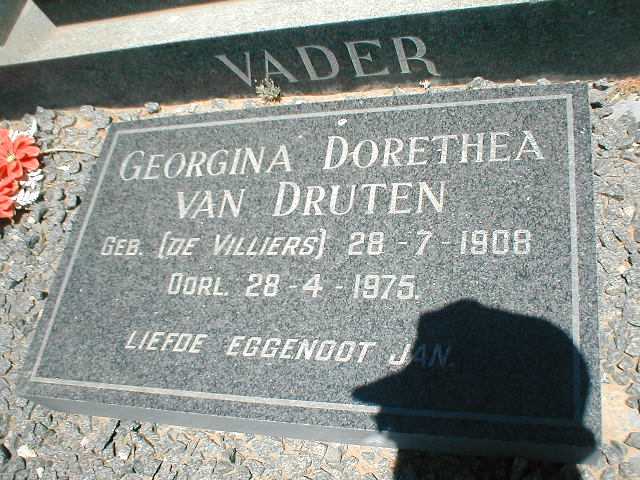 VADER
GEORGINA DORETHEA
VAN DRUTEN
GEB. (DE VILLIERS) 28-7-1908
OORL. 28-4-1975.
LIEFDE EGGENOOT JAN.